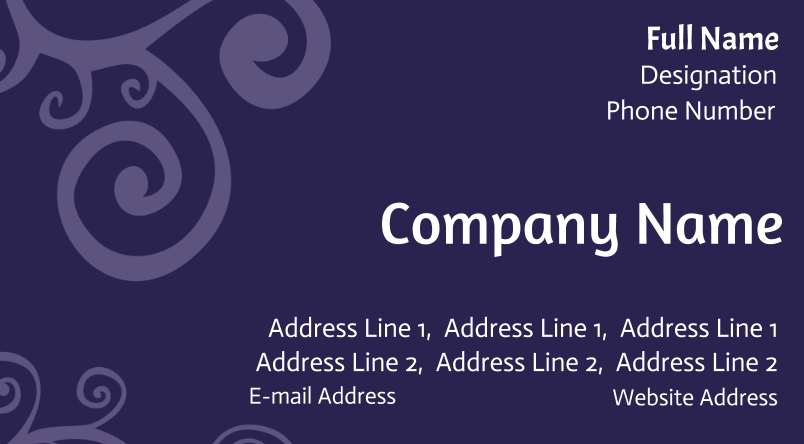 Full Name
Designation
Phone Number
Company Name
Address Line 1,  Address Line 1,  Address Line 1
Address Line 2,  Address Line 2,  Address Line 2
E-mail Address Website Address